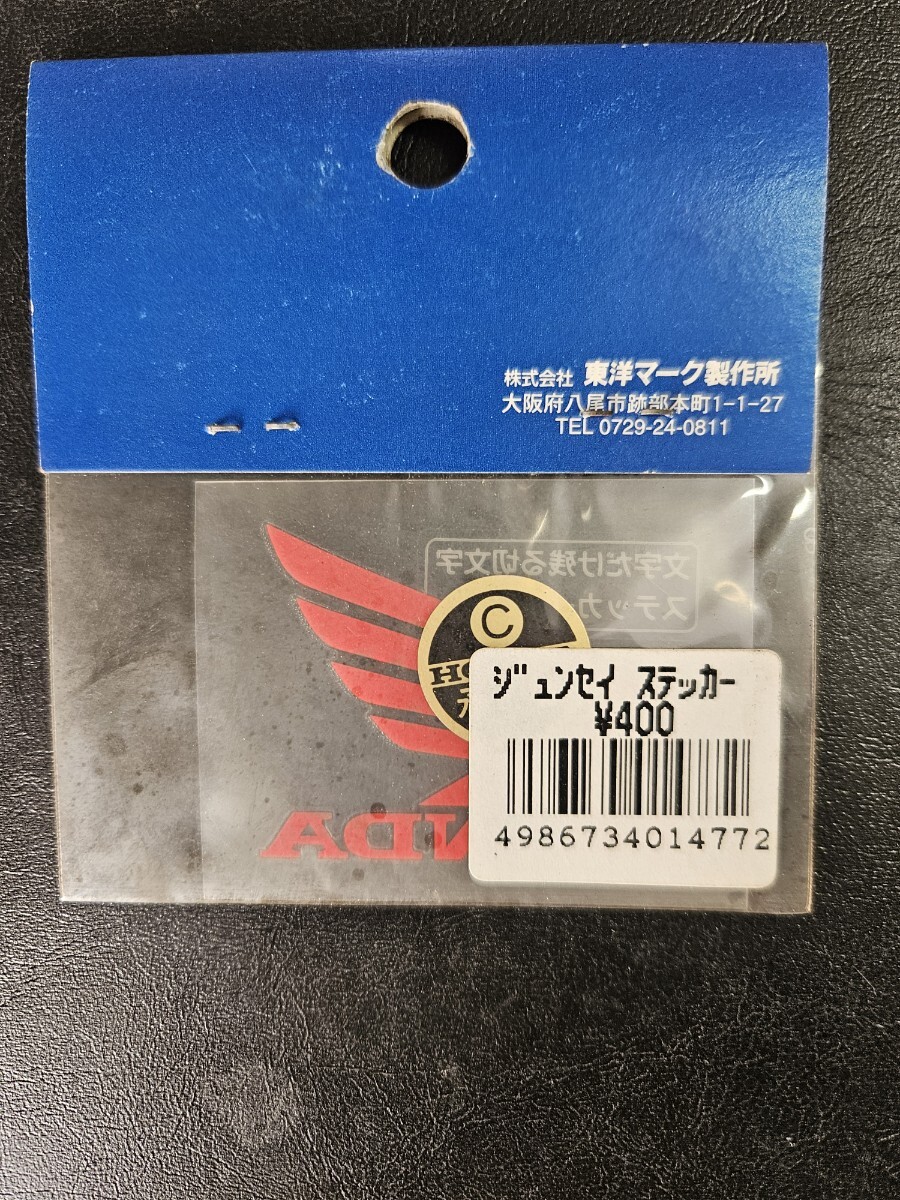 株式会社 東洋マーク製作所
大阪府八尾市跡部本町1-1-27
TEL 0729-24-0811
文字だけ残る切文字
ステッカ
©
HO
NDA
ｼﾞｭﾝｾｲ ｽﾃｯｶｰ
¥400
4986734014772